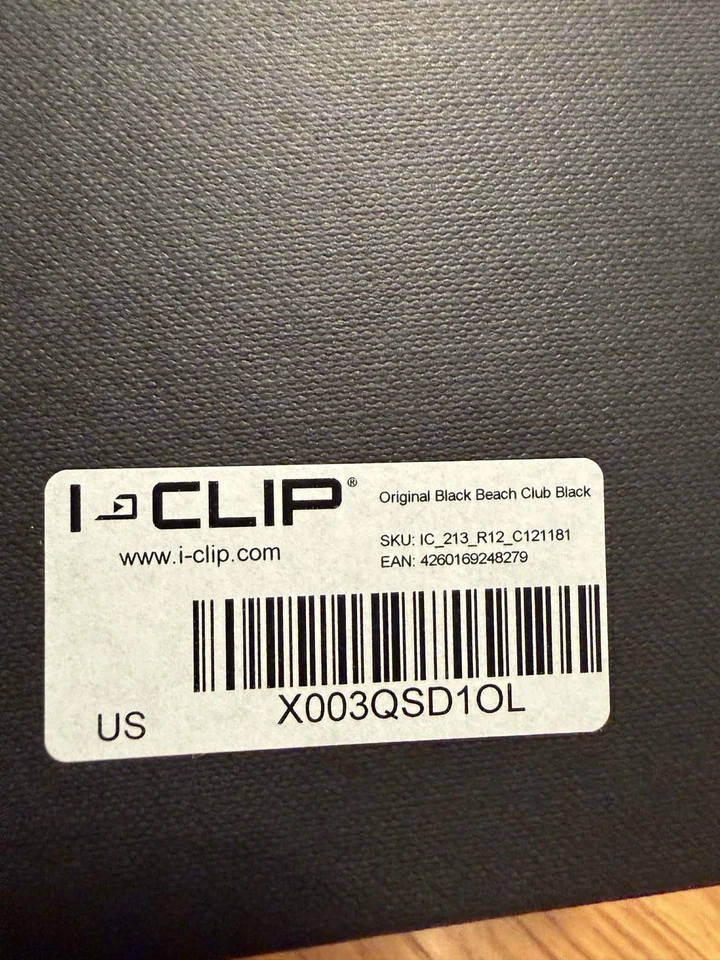 I-CLIP®
www.i-clip.com
Original Black Beach Club Black
SKU: IC_213_R12_C121181
EAN: 4260169248279
X003QSD1OL
US